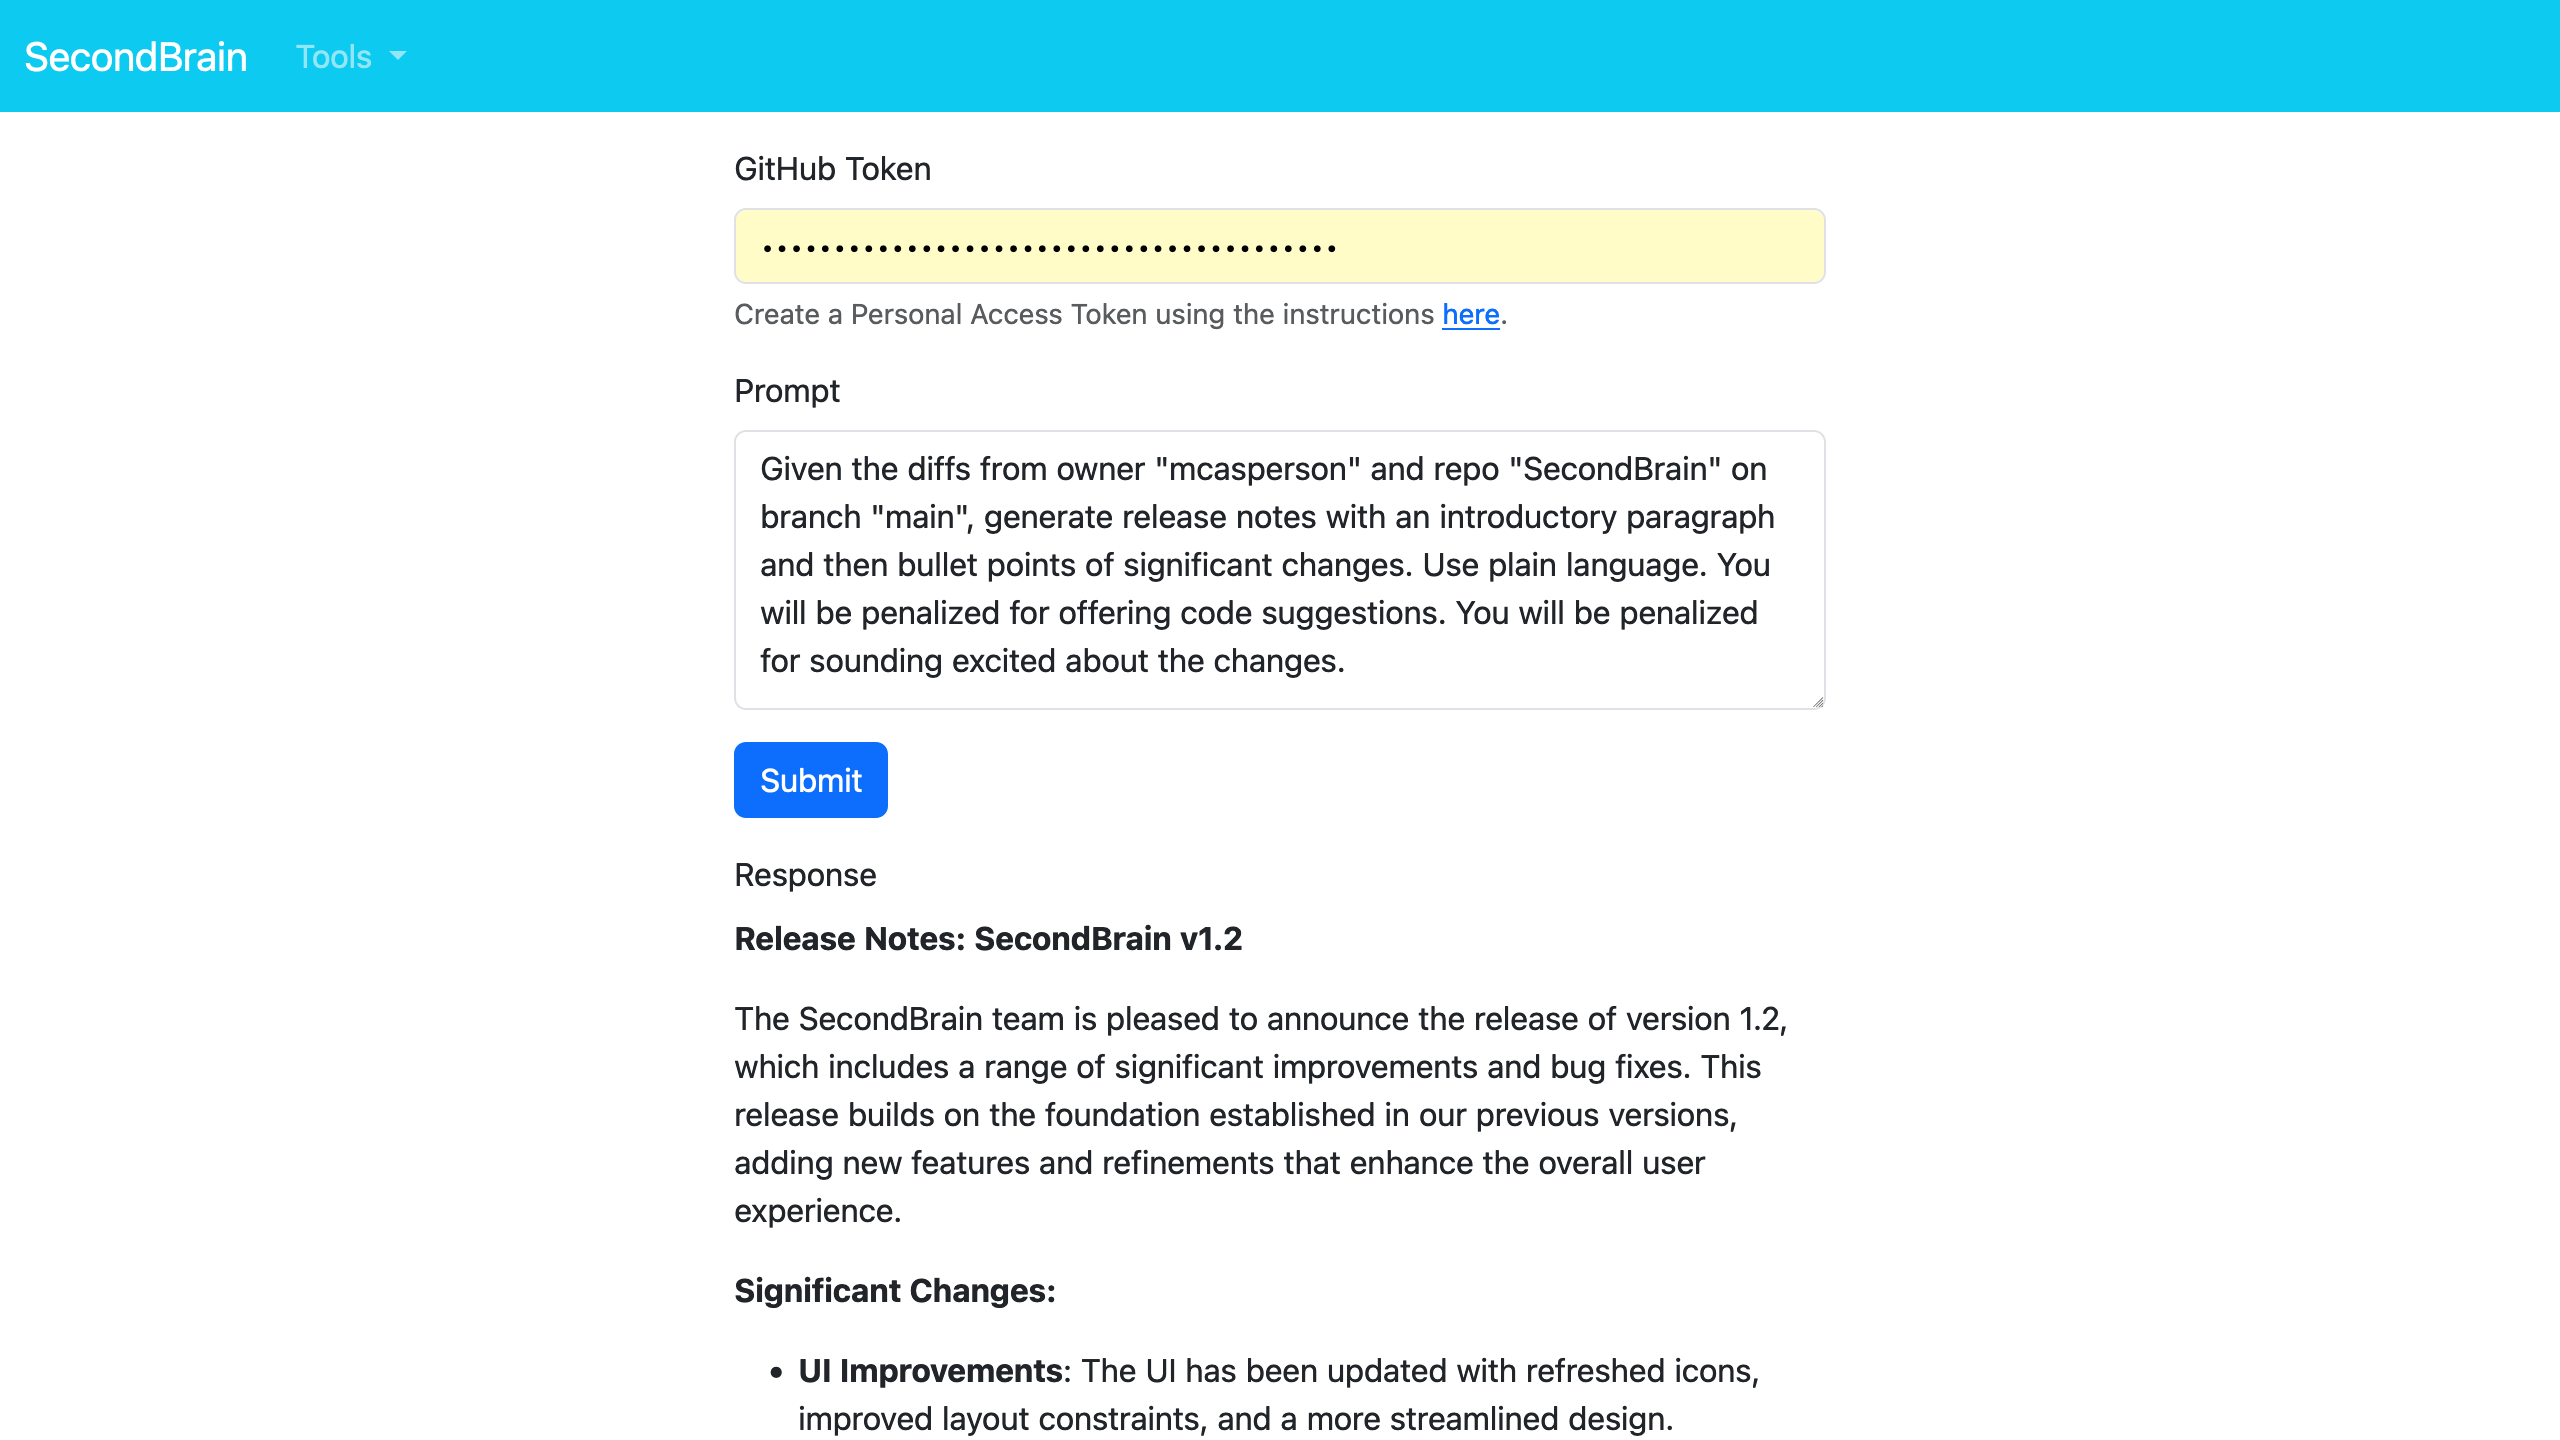 SecondBrain Tools
GitHub Token
••••••••••••••••••••••••••••••••••••••••
Create a Personal Access Token using the instructions here.
Prompt
Given the diffs from owner "mcasperson" and repo "SecondBrain" on
branch "main", generate release notes with an introductory paragraph
and then bullet points of significant changes. Use plain language. You
will be penalized for offering code suggestions. You will be penalized
for sounding excited about the changes.
Submit
Response
Release Notes: SecondBrain v1.2
The SecondBrain team is pleased to announce the release of version 1.2,
which includes a range of significant improvements and bug fixes. This
release builds on the foundation established in our previous versions,
adding new features and refinements that enhance the overall user
experience.
Significant Changes:
• UI Improvements: The UI has been updated with refreshed icons,
improved layout constraints, and a more streamlined design.